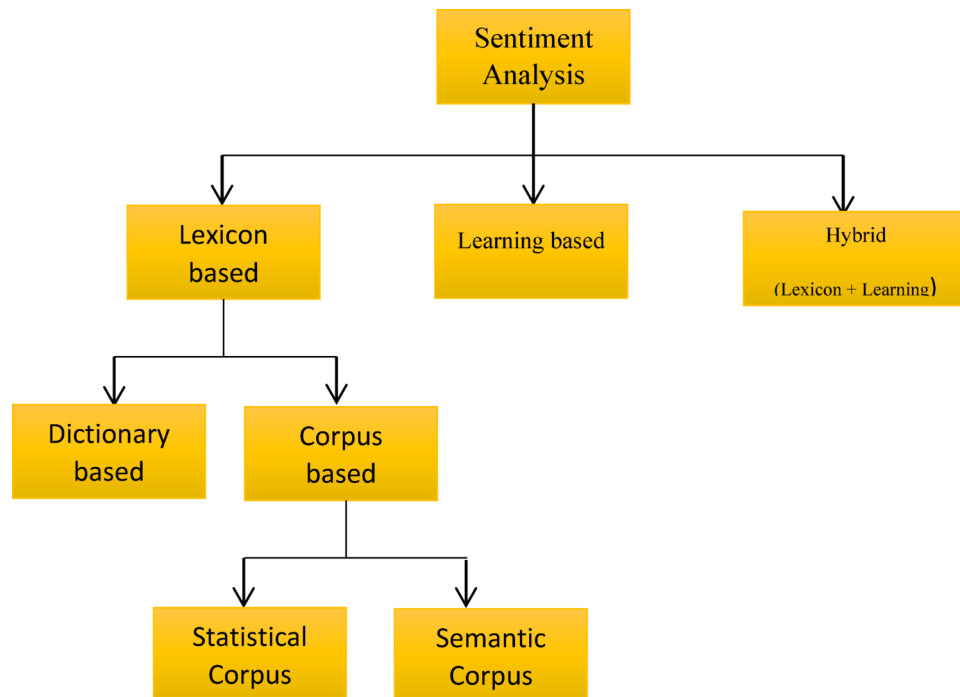 Sentiment
Analysis
Lexicon
based
Learning based
Hybrid
(Lexicon + Learning)
Dictionary
based
Corpus
based
Statistical
Corpus
Semantic
Corpus